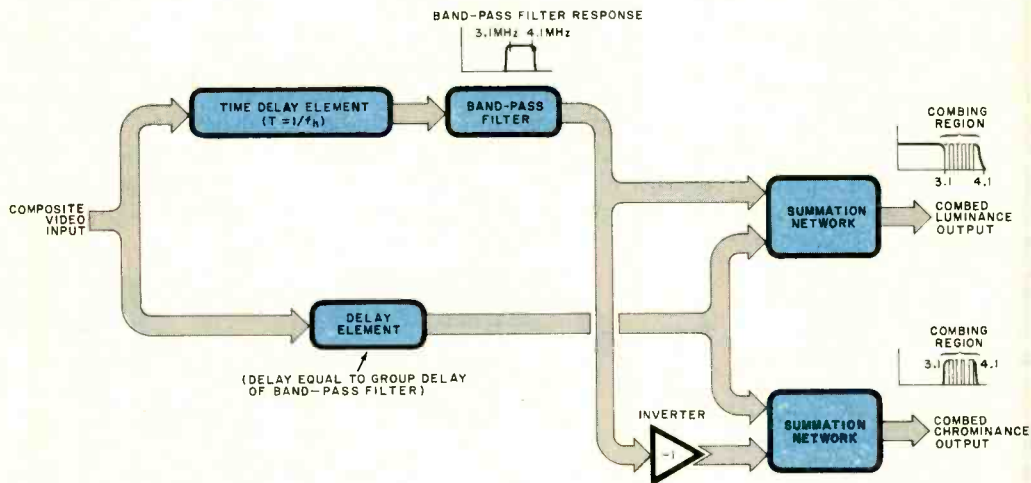 BAND-PASS FILTER RESPONSE
3.1MHz 4.1MHz
TIME DELAY ELEMENT
(T = 1/fh)
BAND-PASS
FILTER
COMBING
REGION
3.1 4.1
COMPOSITE
VIDEO
INPUT
SUMMATION
NETWORK
COMBED
LUMINANCE
OUTPUT
DELAY
ELEMENT
(DELAY EQUAL TO GROUP DELAY
OF BAND-PASS FILTER)
COMBING
REGION
3.1 4.1
INVERTER
-1
SUMMATION
NETWORK
COMBED
CHROMINANCE
OUTPUT